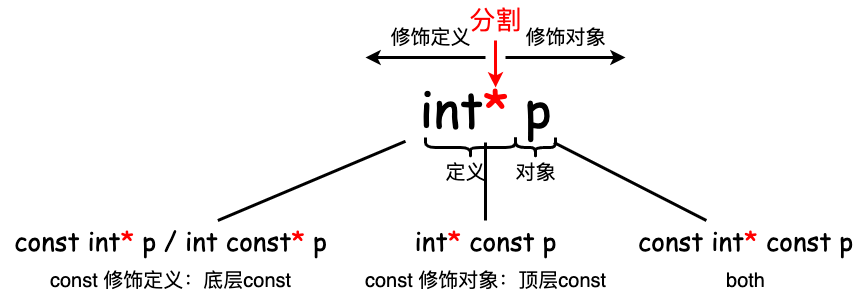 分割
修饰定义 修饰对象
int* p
定义 对象
const int* p / int const* p int* const p const int* const p
const 修饰定义：底层const const 修饰对象：顶层const both